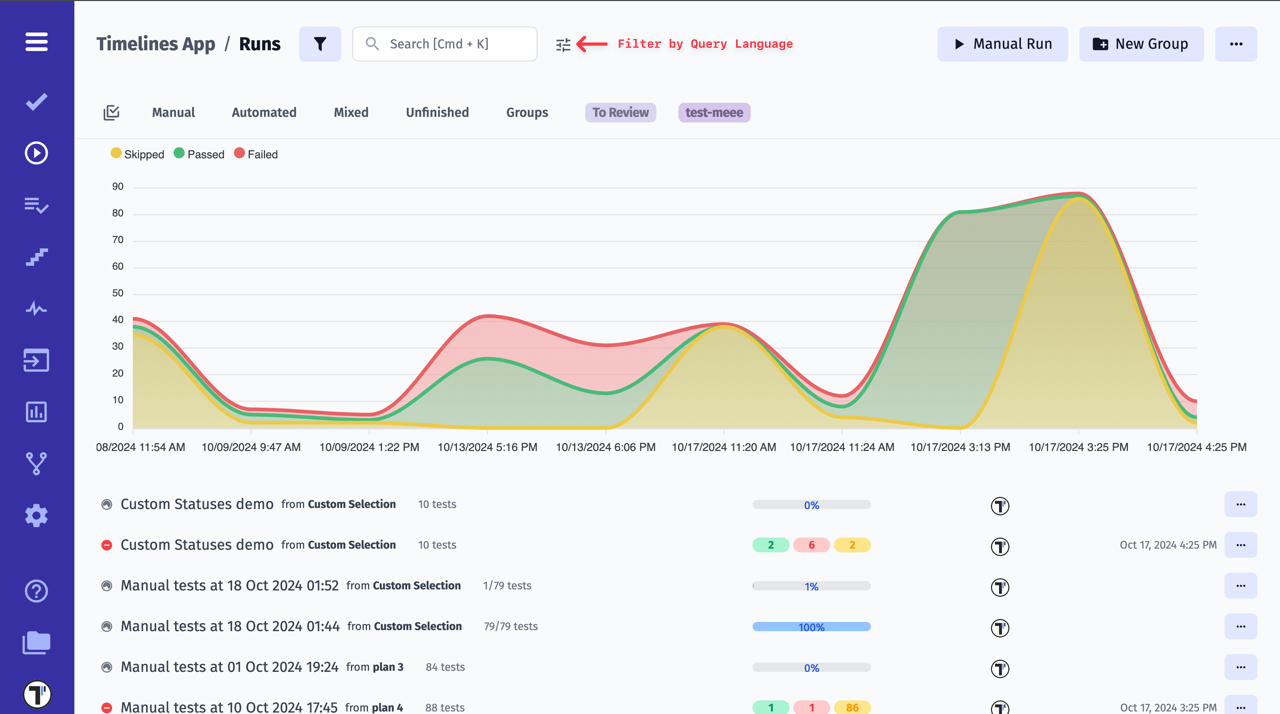 Timelines App / Runs
Search [Cmd + K]
Filter by Query Language
Manual Run
New Group
Manual Automated Mixed Unfinished Groups To Review test-meee
Skipped Passed Failed
90
80
70
60
50
40
30
20
10
0
08/2024 11:54 AM 10/09/2024 9:47 AM 10/09/2024 1:22 PM 10/13/2024 5:16 PM 10/13/2024 6:06 PM 10/17/2024 11:20 AM 10/17/2024 11:24 AM 10/17/2024 3:13 PM 10/17/2024 3:25 PM 10/17/2024 4:25 PM
Custom Statuses demo from Custom Selection 10 tests 0%
Custom Statuses demo from Custom Selection 10 tests 2 6 2 Oct 17, 2024 4:25 PM
Manual tests at 18 Oct 2024 01:52 from Custom Selection 1/79 tests 1%
Manual tests at 18 Oct 2024 01:44 from Custom Selection 79/79 tests 100%
Manual tests at 01 Oct 2024 19:24 from plan 3 84 tests 0%
Manual tests at 10 Oct 2024 17:45 from plan 4 88 tests 1 1 86 Oct 17, 2024 3:25 PM